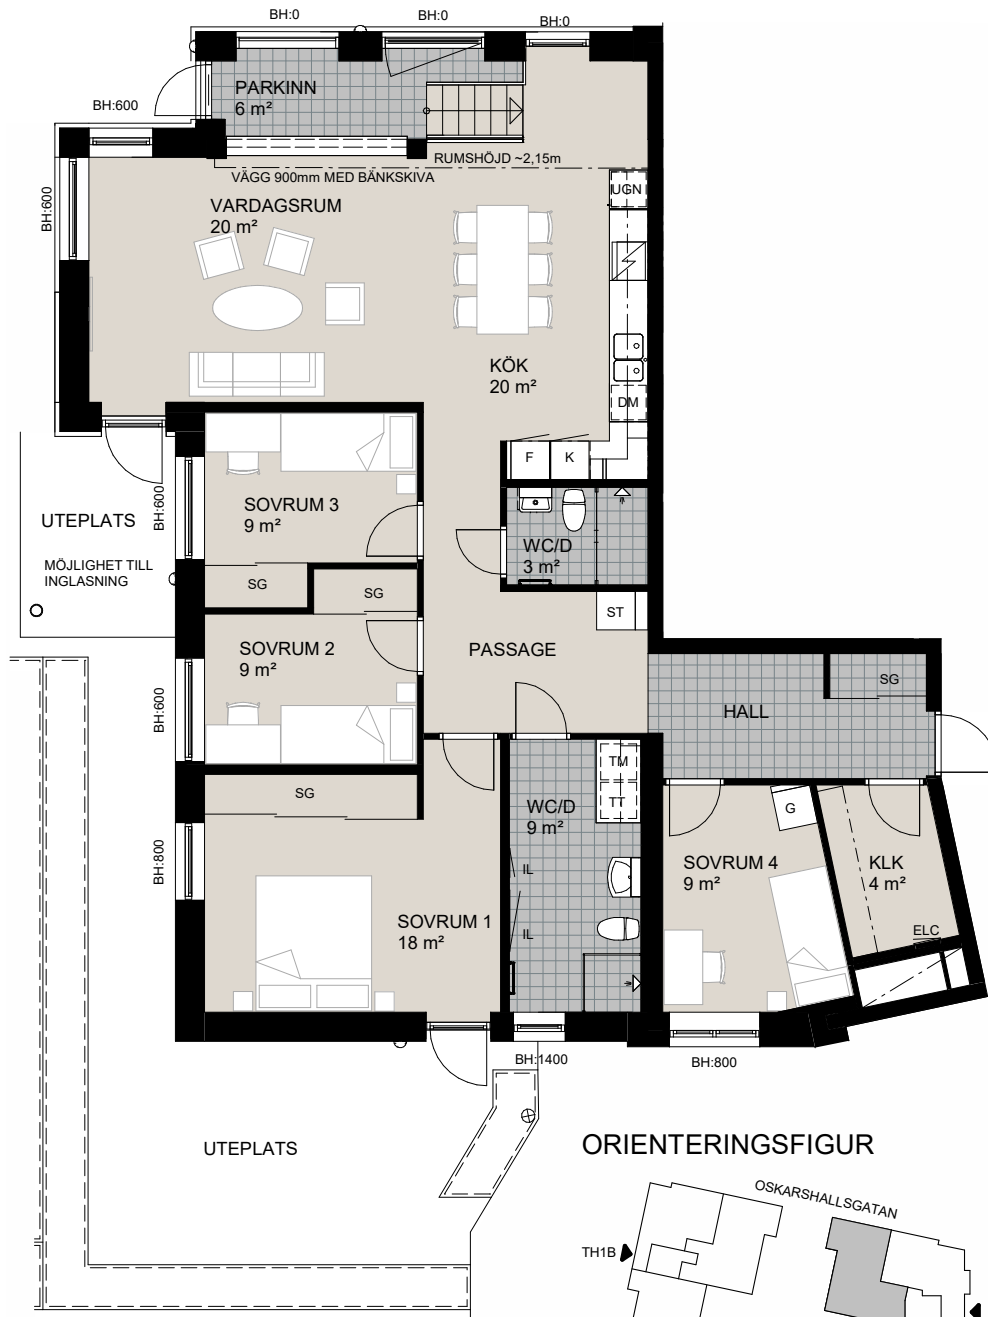 BH:0
BH:0
BH:0
PARKINN
6 m²
BH:600
RUMSHÖJD ~2,15m
VÄGG 900mm MED BÄNKSKIVA
UGN
BH:600
VARDAGSRUM
20 m²
KÖK
20 m²
DM
F
K
SOVRUM 3
9 m²
BH:600
UTEPLATS
MÖJLIGHET TILL
INGLASNING
WC/D
3 m²
SG
SG
ST
SOVRUM 2
9 m²
PASSAGE
BH:600
SG
HALL
TM
TT
SG
WC/D
9 m²
G
BH:800
SOVRUM 4
9 m²
KLK
4 m²
IL
IL
SOVRUM 1
18 m²
ELC
BH:1400
BH:800
UTEPLATS
ORIENTERINGSFIGUR
OSKARSHALLSGATAN
TH1B